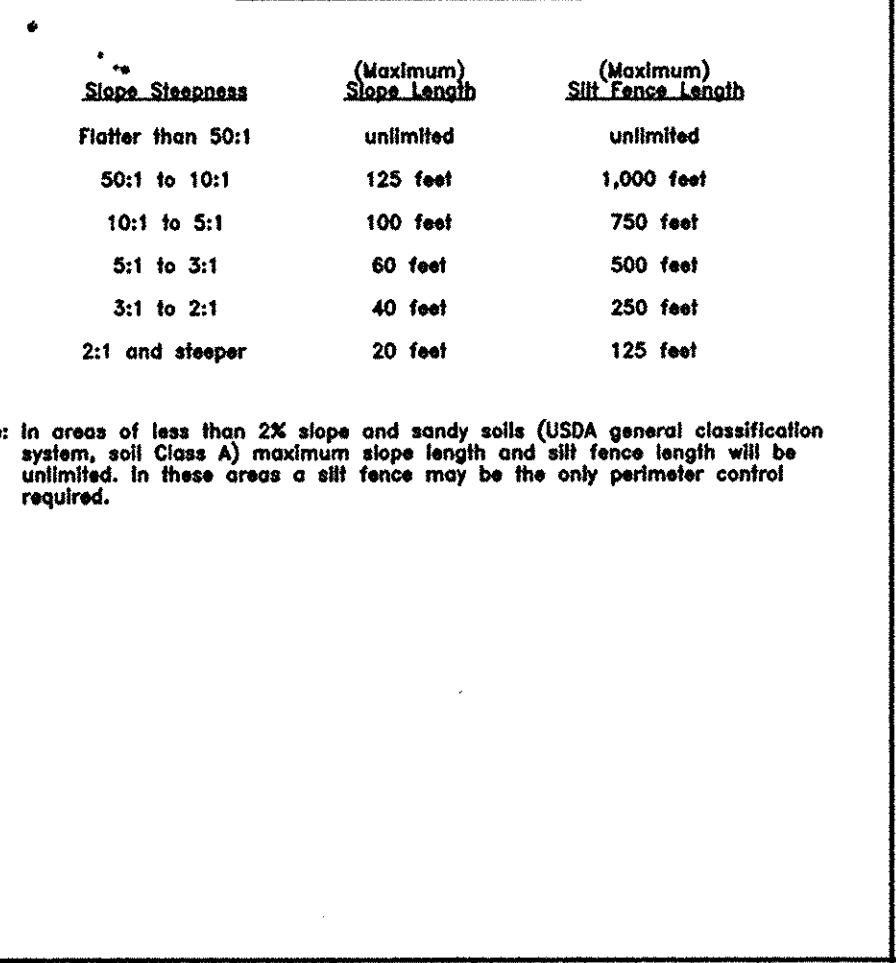 (Maximum) (Maximum)
Slope Steepness Slope Length Silt Fence Length
Flatter than 50:1 unlimited unlimited
50:1 to 10:1 125 feet 1,000 feet
10:1 to 5:1 100 feet 750 feet
5:1 to 3:1 60 feet 500 feet
3:1 to 2:1 40 feet 250 feet
2:1 and steeper 20 feet 125 feet
: In areas of less than 2% slope and sandy soils (USDA general classification
system, soil Class A) maximum slope length and silt fence length will be
unlimited. In these areas a silt fence may be the only perimeter control
required.